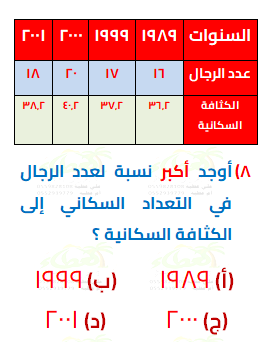 السنوات ١٩٨٩ ١٩٩٩ ٢٠٠٠ ٢٠٠١
عدد الرجال ١٦ ١٧ ٢٠ ١٨
الكثافة السكانية ٣٦,٢ ٣٧,٢ ٤٠,٢ ٣٨,٢
٨) أوجد أكبر نسبة لعدد الرجال
في التعداد السكاني إلى
الكثافة السكانية ؟
(أ) ١٩٨٩ (ب) ١٩٩٩
(ج) ٢٠٠٠ (د) ٢٠٠١